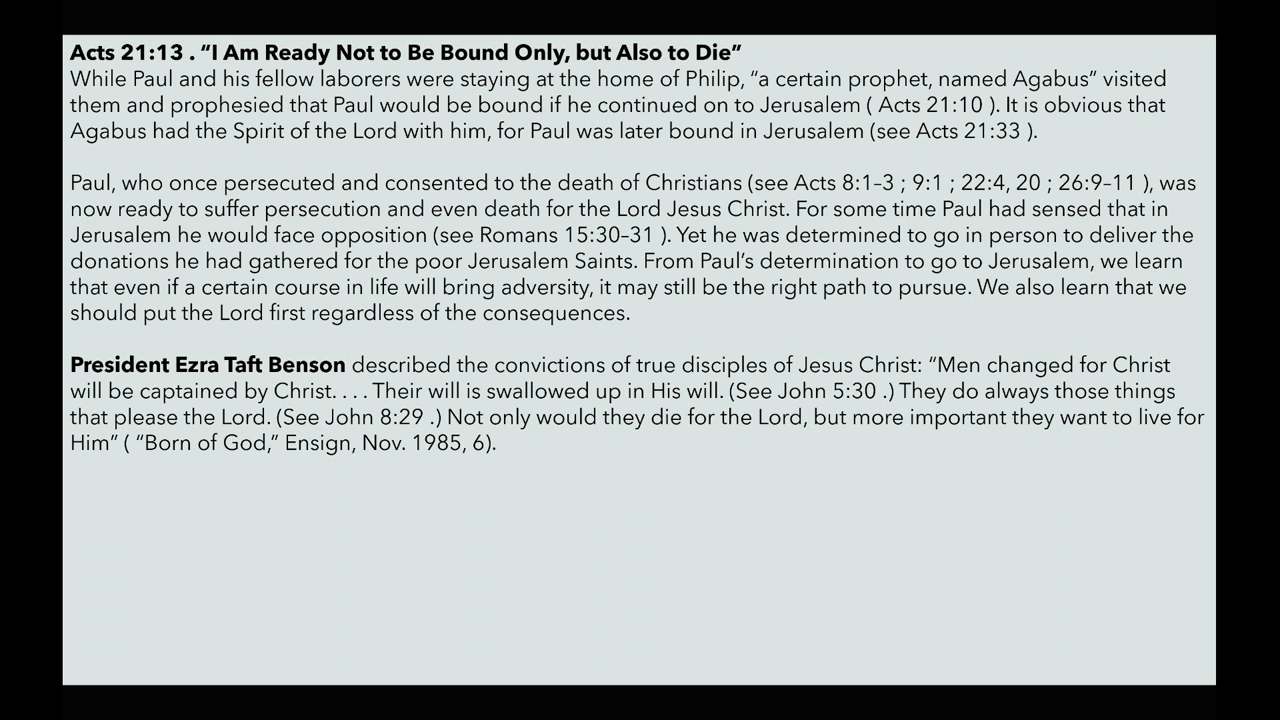 Acts 21:13 . “I Am Ready Not to Be Bound Only, but Also to Die”
While Paul and his fellow laborers were staying at the home of Philip, “a certain prophet, named Agabus” visited
them and prophesied that Paul would be bound if he continued on to Jerusalem ( Acts 21:10 ). It is obvious that
Agabus had the Spirit of the Lord with him, for Paul was later bound in Jerusalem (see Acts 21:33 ).
Paul, who once persecuted and consented to the death of Christians (see Acts 8:1–3 ; 9:1 ; 22:4, 20 ; 26:9–11 ), was
now ready to suffer persecution and even death for the Lord Jesus Christ. For some time Paul had sensed that in
Jerusalem he would face opposition (see Romans 15:30–31 ). Yet he was determined to go in person to deliver the
donations he had gathered for the poor Jerusalem Saints. From Paul’s determination to go to Jerusalem, we learn
that even if a certain course in life will bring adversity, it may still be the right path to pursue. We also learn that we
should put the Lord first regardless of the consequences.
President Ezra Taft Benson described the convictions of true disciples of Jesus Christ: “Men changed for Christ
will be captained by Christ. . . . Their will is swallowed up in His will. (See John 5:30 .) They do always those things
that please the Lord. (See John 8:29 .) Not only would they die for the Lord, but more important they want to live for
Him” ( “Born of God,” Ensign, Nov. 1985, 6).